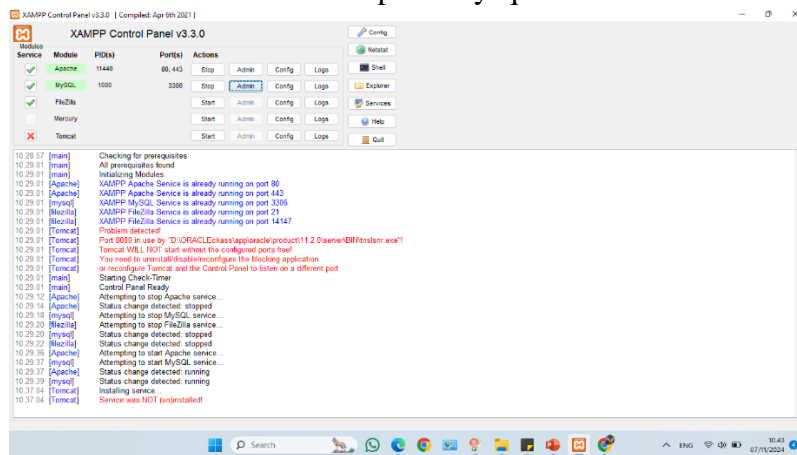 XAMPP Control Panel v3.3.0 [ Compiled: Apr 6th 2021 ]
XAMPP Control Panel v3.3.0
Config
Modules
Service Module PID(s) Port(s) Actions
Netstat
Apache 11448 80, 443 Stop Admin Config Logs
Shell
MySQL 1080 3306 Stop Admin Config Logs
Explorer
FileZilla Start Admin Config Logs
Services
Mercury Start Admin Config Logs
Help
Tomcat Start Admin Config Logs
Quit
10.28.57 [main] Checking for prerequisites
10.29.01 [main] All prerequisites found
10.29.01 [main] Initializing Modules
10.29.01 [Apache] XAMPP Apache Service is already running on port 80
10.29.01 [Apache] XAMPP Apache Service is already running on port 443
10.29.01 [mysql] XAMPP MySQL Service is already running on port 3306
10.29.01 [filezilla] XAMPP FileZilla Service is already running on port 21
10.29.01 [filezilla] XAMPP FileZilla Service is already running on port 14147
10.29.01 [Tomcat] Problem detected!
10.29.01 [Tomcat] Port 8080 in use by "D:\ORACLEckass\app\oracle\product\11.2.0\server\BIN\tnslsnr.exe"!
10.29.01 [Tomcat] Tomcat WILL NOT start without the configured ports free!
10.29.01 [Tomcat] You need to uninstall/disable/reconfigure the blocking application
10.29.01 [Tomcat] or reconfigure Tomcat and the Control Panel to listen on a different port
10.29.01 [main] Starting Check-Timer
10.29.01 [main] Control Panel Ready
10.29.12 [Apache] Attempting to stop Apache service...
10.29.14 [Apache] Status change detected: stopped
10.29.18 [mysql] Attempting to stop MySQL service...
10.29.20 [filezilla] Attempting to stop FileZilla service...
10.29.20 [mysql] Status change detected: stopped
10.29.22 [filezilla] Status change detected: stopped
10.29.36 [Apache] Attempting to start Apache service...
10.29.37 [mysql] Attempting to start MySQL service...
10.29.37 [Apache] Status change detected: running
10.29.39 [mysql] Status change detected: running
10.37.04 [Tomcat] Installing service...
10.37.04 [Tomcat] Service was NOT (un)installed!
Search
ENG
10.43
07/11/2024
4